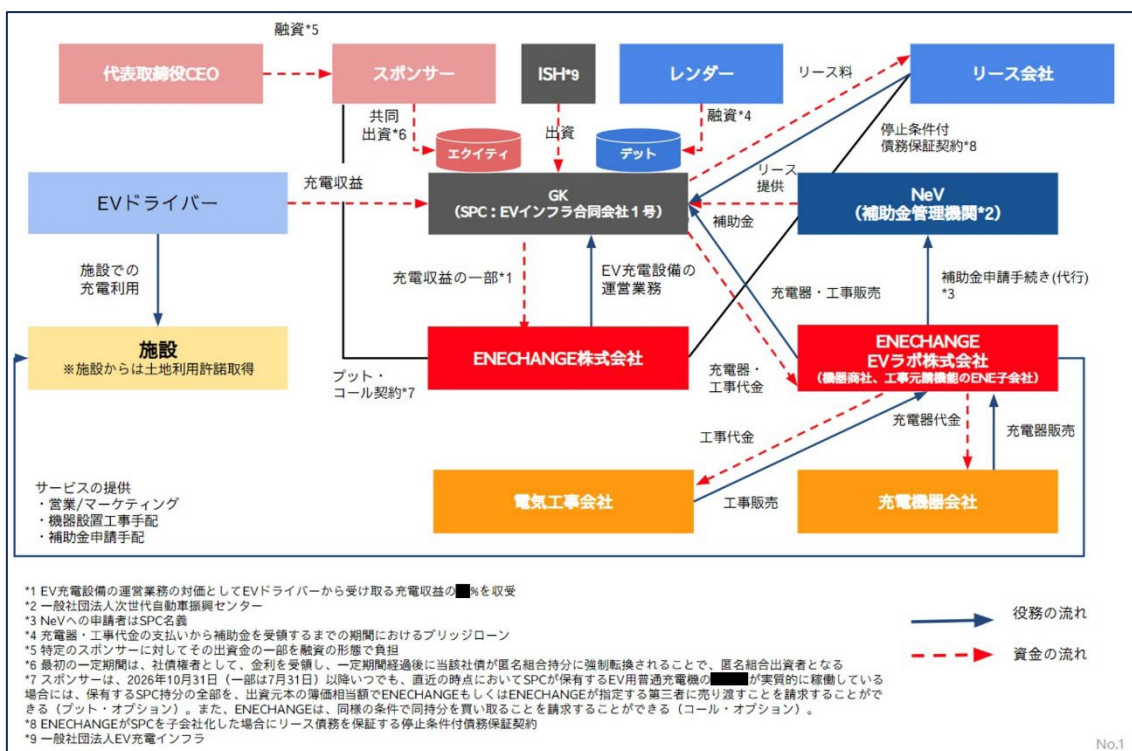 融資*5
代表取締役CEO
スポンサー
ISH*9
レンダー
リース料
リース会社
共同
出資*6
出資
融資*4
停止条件付
債務保証契約*8
エクイティ
デット
リース
提供
EVドライバー
充電収益
GK
(SPC:EVインフラ合同会社1号)
補助金
NeV
(補助金管理機関*2)
施設での
充電利用
充電収益の一部*1
EV充電設備の
運営業務
充電器・工事販売
補助金申請手続き(代行)
*3
施設
※施設からは土地利用許諾取得
ENECHANGE株式会社
ENECHANGE
EVラボ株式会社
(機器商社、工事元請機能のENE子会社)
プット・
コール契約*7
充電器・
工事代金
工事代金
充電器代金
充電器販売
サービスの提供
・営業/マーケティング
・機器設置工事手配
・補助金申請手配
電気工事会社
工事販売
充電機器会社
*1 EV充電設備の運営業務の対価としてEVドライバーから受け取る充電収益の%を収受
*2 一般社団法人次世代自動車振興センター
*3 NeVへの申請者はSPC名義
*4 充電器・工事代金の支払いから補助金を受領するまでの期間におけるブリッジローン
*5 特定のスポンサーに対してその出資金の一部を融資の形態で負担
*6 最初の一定期間は、社債権者として、金利を受領し、一定期間経過後に当該社債が匿名組合持分に強制転換されることで、匿名組合出資者となる
*7 スポンサーは、2026年10月31日(一部は7月31日)以降いつでも、直近の時点においてSPCが保有するEV用普通充電機のが実質的に稼働している
場合には、保有するSPC持分の全部を、出資元本の簿価相当額でENECHANGEもしくはENECHANGEが指定する第三者に売り渡すことを請求することがで
きる(プット・オプション)。また、ENECHANGEは、同様の条件で同持分を買い取ることを請求することができる(コール・オプション)。
*8 ENECHANGEがSPCを子会社化した場合にリース債務を保証する停止条件付債務保証契約
*9 一般社団法人EV充電インフラ
役務の流れ
資金の流れ
No.1